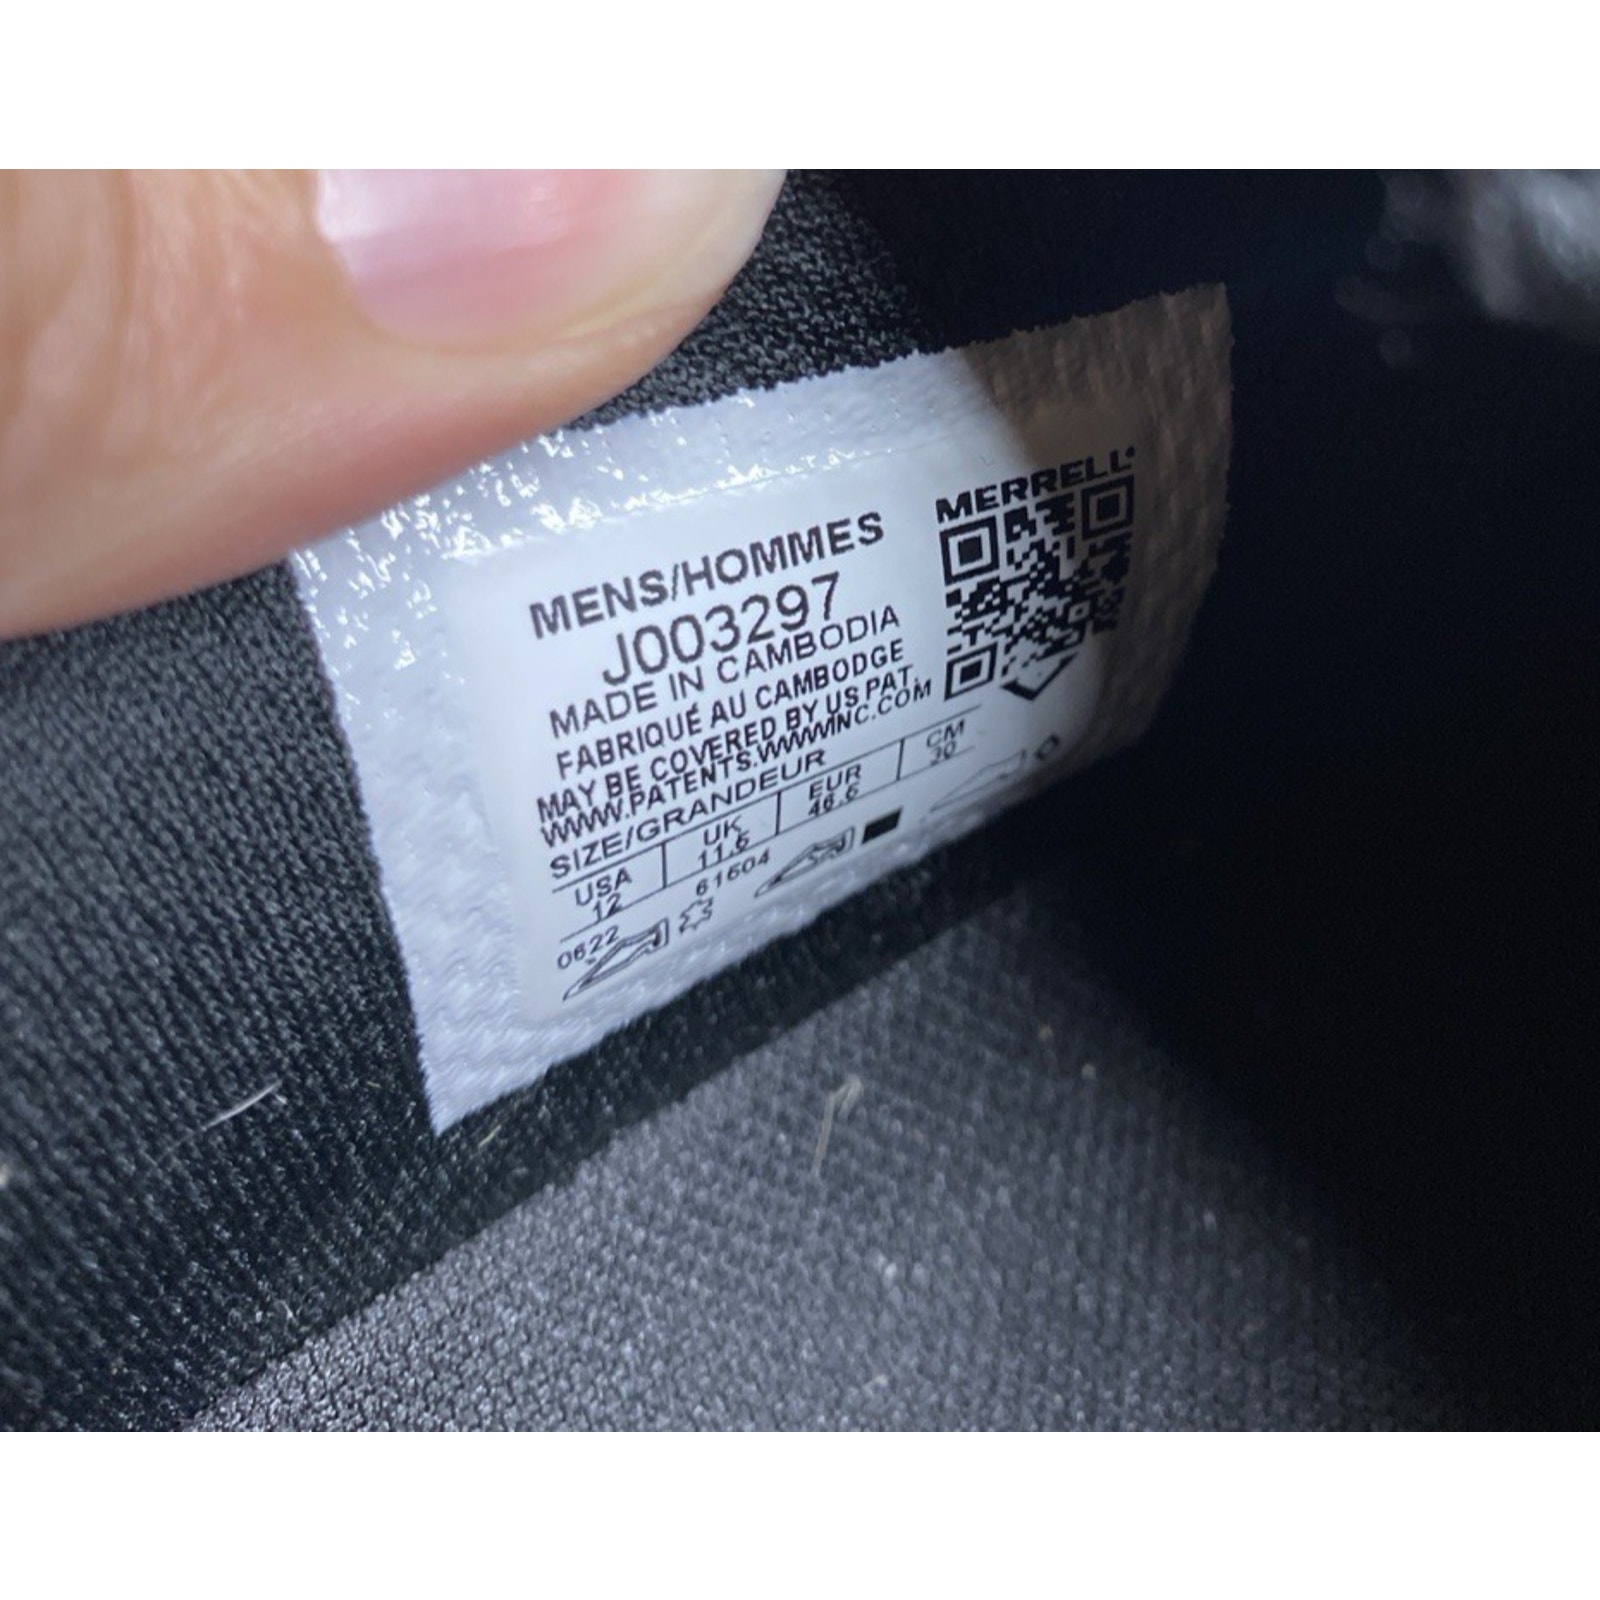 MERRELL
MENS/HOMMES
J003297
MADE IN CAMBODIA
FABRIQUÉ AU CAMBODGE
MAY BE COVERED BY US PAT.
WWW.PATENTS.WWWINC.COM
SIZE/GRANDEUR
USA UK EUR CM
12 11.5 46.5 30
0622 61504